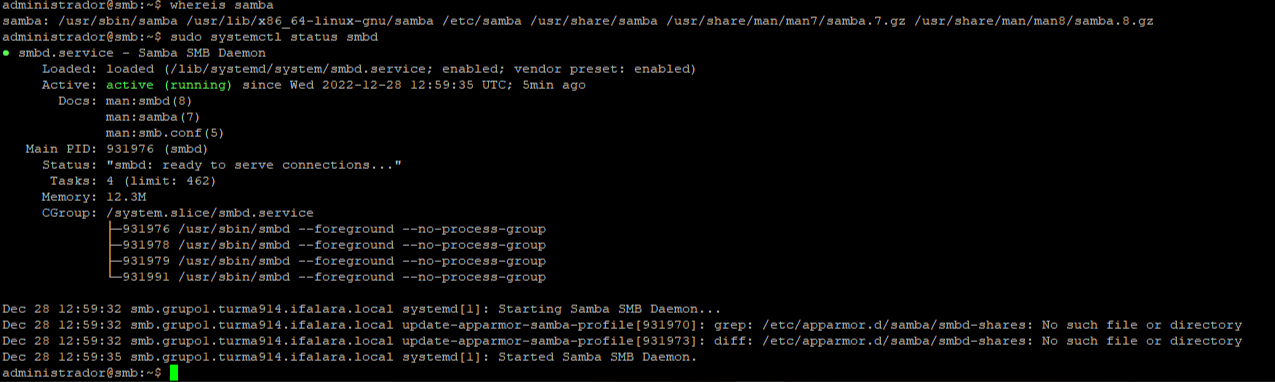 administrador@smb:~$ whereis samba
samba: /usr/sbin/samba /usr/lib/x86_64-linux-gnu/samba /etc/samba /usr/share/samba /usr/share/man/man7/samba.7.gz /usr/share/man/man8/samba.8.gz
administrador@smb:~$ sudo systemctl status smbd
● smbd.service - Samba SMB Daemon
     Loaded: loaded (/lib/systemd/system/smbd.service; enabled; vendor preset: enabled)
     Active: active (running) since Wed 2022-12-28 12:59:35 UTC; 5min ago
       Docs: man:smbd(8)
             man:samba(7)
             man:smb.conf(5)
   Main PID: 931976 (smbd)
     Status: "smbd: ready to serve connections..."
      Tasks: 4 (limit: 462)
     Memory: 12.3M
     CGroup: /system.slice/smbd.service
             ├─931976 /usr/sbin/smbd --foreground --no-process-group
             ├─931978 /usr/sbin/smbd --foreground --no-process-group
             ├─931979 /usr/sbin/smbd --foreground --no-process-group
             └─931991 /usr/sbin/smbd --foreground --no-process-group
Dec 28 12:59:32 smb.grupo1.turma914.ifalara.local systemd[1]: Starting Samba SMB Daemon...
Dec 28 12:59:32 smb.grupo1.turma914.ifalara.local update-apparmor-samba-profile[931970]: grep: /etc/apparmor.d/samba/smbd-shares: No such file or directory
Dec 28 12:59:32 smb.grupo1.turma914.ifalara.local update-apparmor-samba-profile[931973]: diff: /etc/apparmor.d/samba/smbd-shares: No such file or directory
Dec 28 12:59:35 smb.grupo1.turma914.ifalara.local systemd[1]: Started Samba SMB Daemon.
administrador@smb:~$